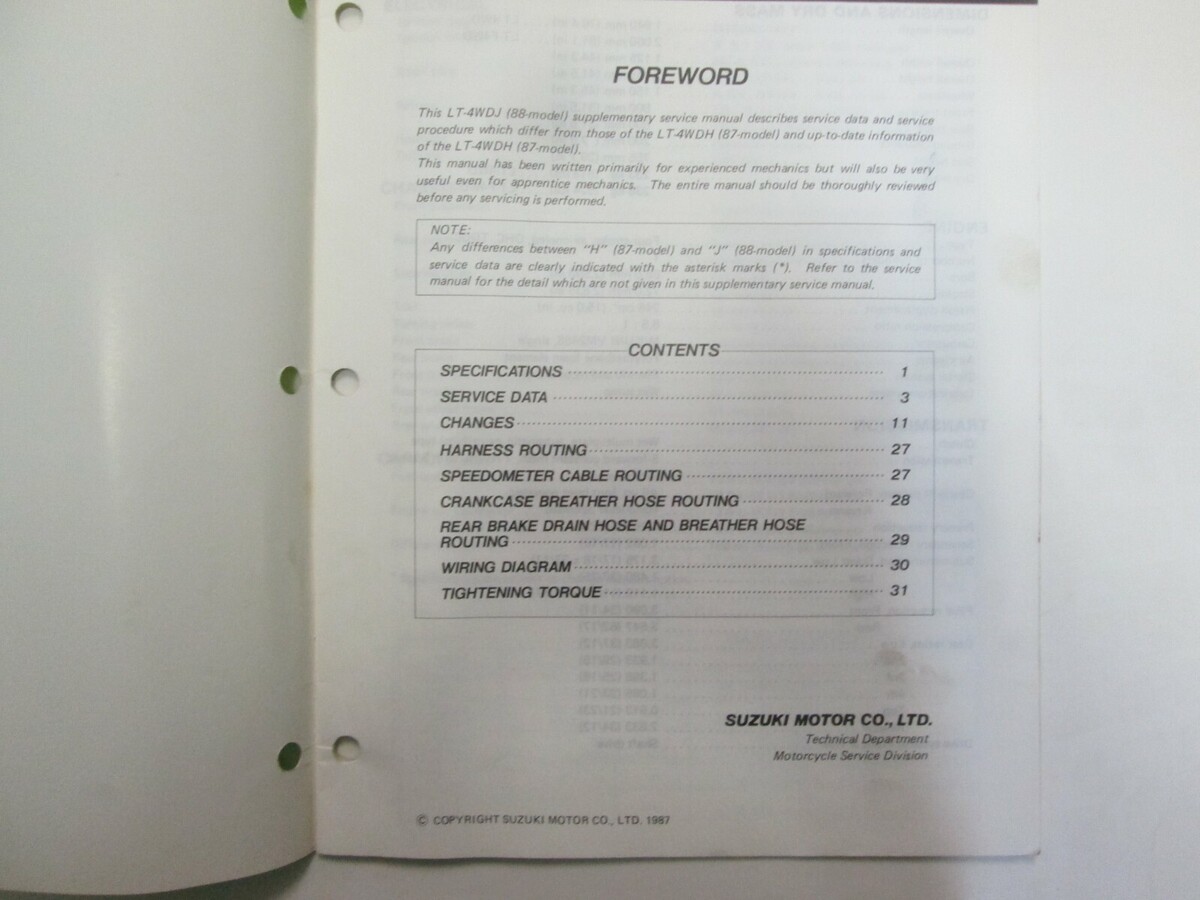 FOREWORD
This LT-4WDJ (88-model) supplementary service manual describes service data and service
procedure which differ from those of the LT-4WDH (87-model) and up-to-date information
of the LT-4WDH (87-model).
This manual has been written primarily for experienced mechanics but will also be very
useful even for apprentice mechanics. The entire manual should be thoroughly reviewed
before any servicing is performed.
NOTE:
Any differences between "H" (87-model) and "J" (88-model) in specifications and
service data are clearly indicated with the asterisk marks (*). Refer to the service
manual for the detail which are not given in this supplementary service manual.
CONTENTS
SPECIFICATIONS 1
SERVICE DATA 3
CHANGES 11
HARNESS ROUTING 27
SPEEDOMETER CABLE ROUTING 27
CRANKCASE BREATHER HOSE ROUTING 28
REAR BRAKE DRAIN HOSE AND BREATHER HOSE
ROUTING 29
WIRING DIAGRAM 30
TIGHTENING TORQUE 31
SUZUKI MOTOR CO., LTD.
Technical Department
Motorcycle Service Division
© COPYRIGHT SUZUKI MOTOR CO., LTD. 1987